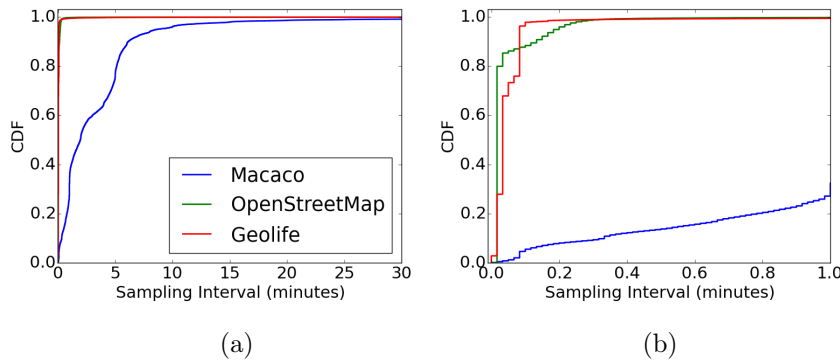 1.0
0.8
0.6
0.4
0.2
0.0
CDF
0 5 10 15 20 25 30
Sampling Interval (minutes)
Macaco
OpenStreetMap
Geolife
(a)
1.0
0.8
0.6
0.4
0.2
0.0
CDF
0.0 0.2 0.4 0.6 0.8 1.0
Sampling Interval (minutes)
(b)